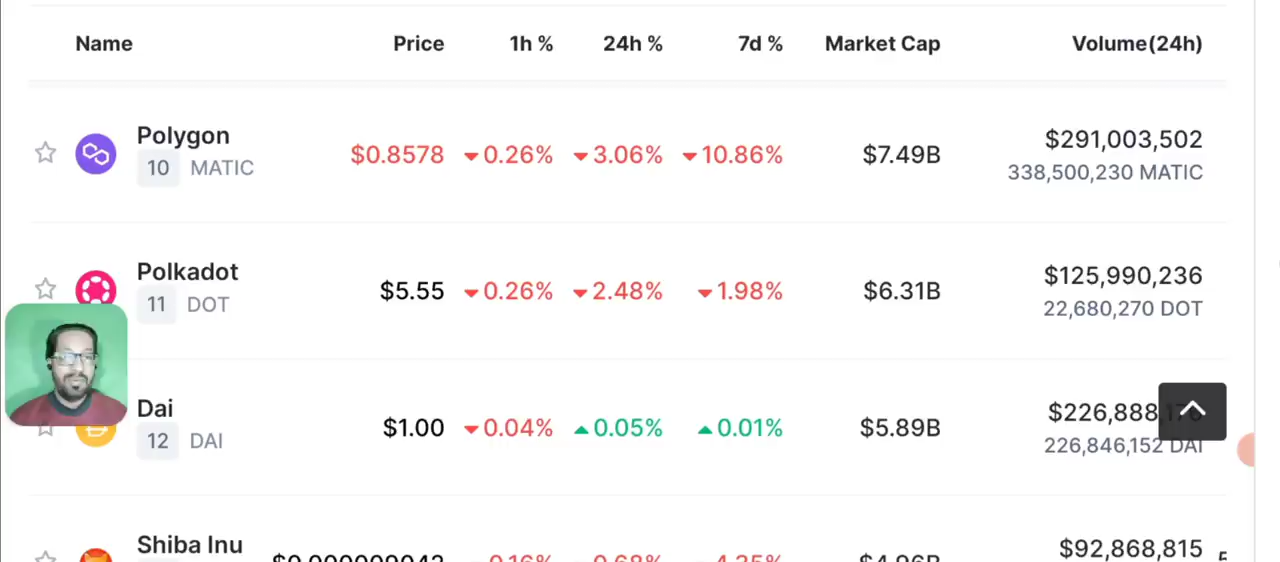 Name Price 1h % 24h % 7d % Market Cap Volume(24h)
Polygon
10 MATIC $0.8578 0.26% 3.06% 10.86% $7.49B $291,003,502
338,500,230 MATIC
Polkadot
11 DOT $5.55 0.26% 2.48% 1.98% $6.31B $125,990,236
22,680,270 DOT
Dai
12 DAI $1.00 0.04% 0.05% 0.01% $5.89B
226,846,152 DAI
Shiba Inu
$92,868,815